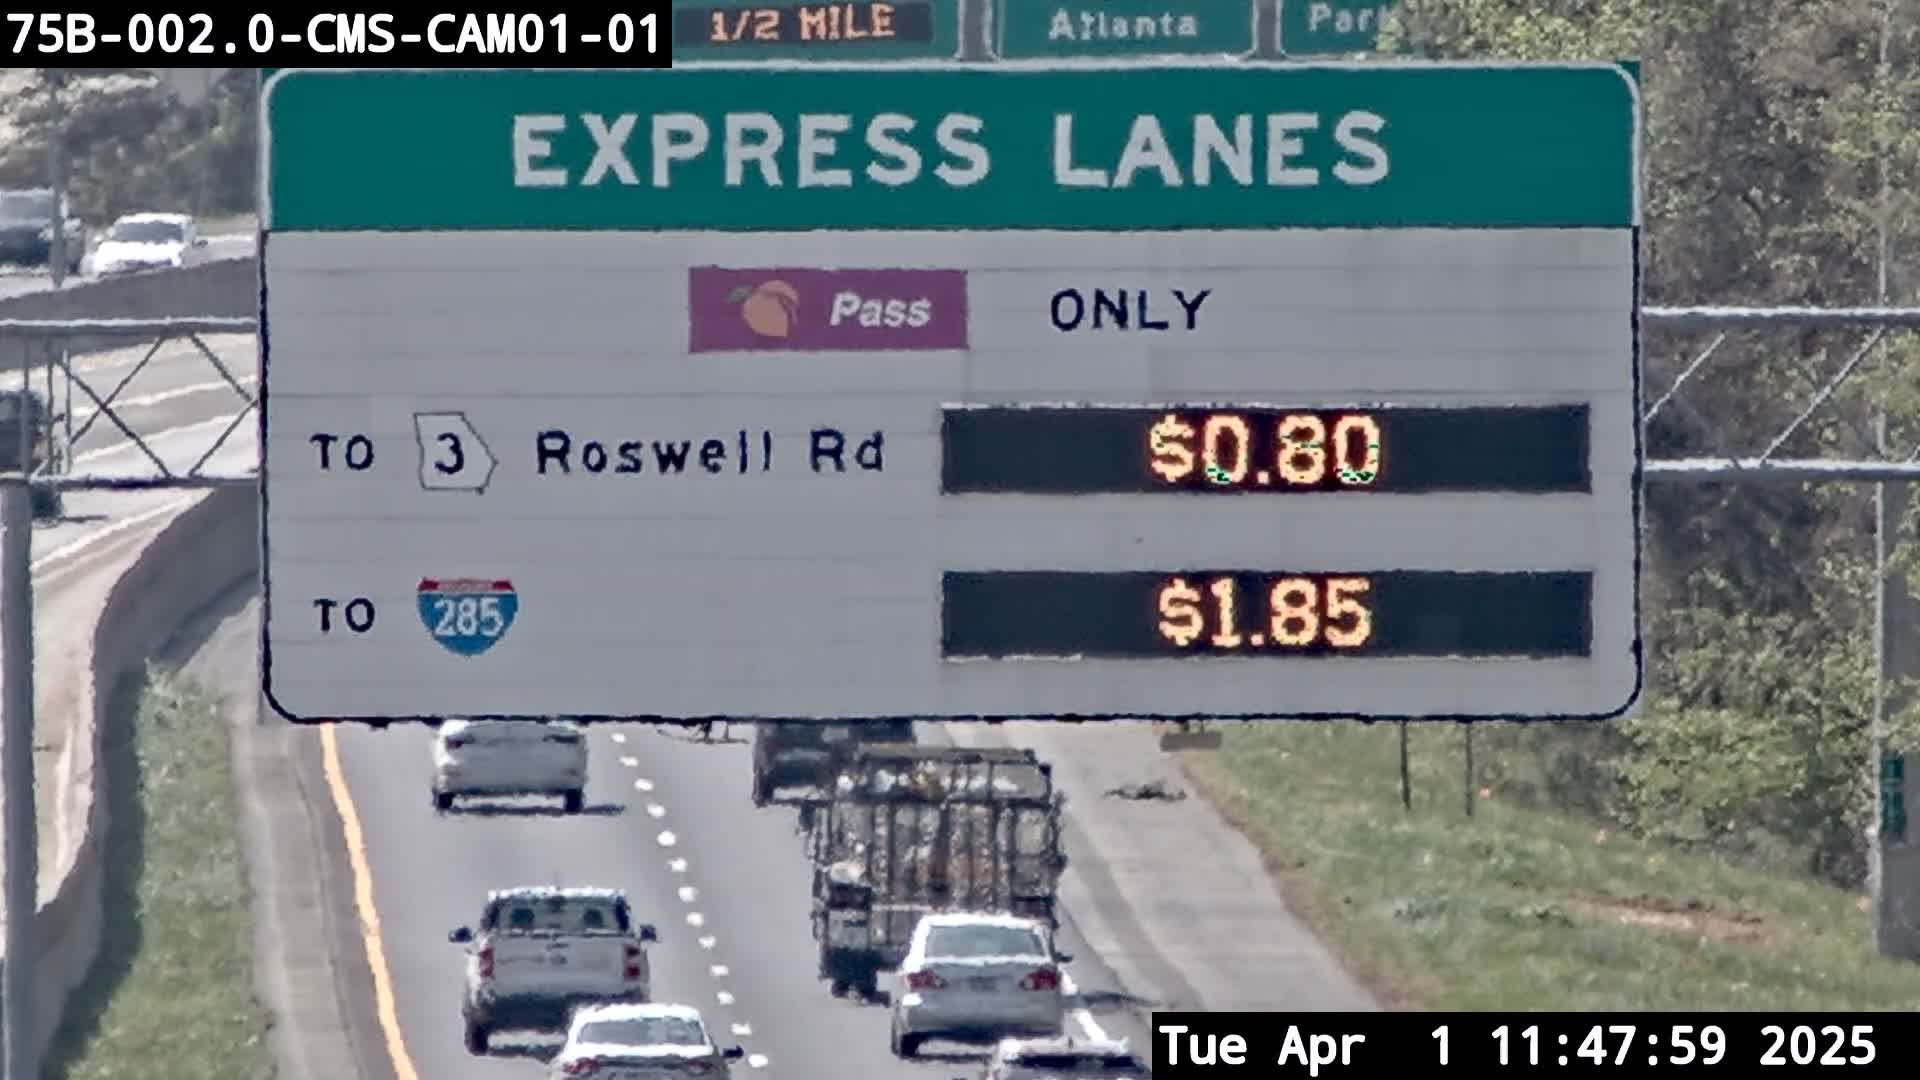 75B-002.0-CMS-CAM01-01
1/2 MILE
Atlanta
Park
EXPRESS LANES
Pass ONLY
TO 3 Roswell Rd $0.80
TO 285 $1.85
Tue Apr 1 11:47:59 2025